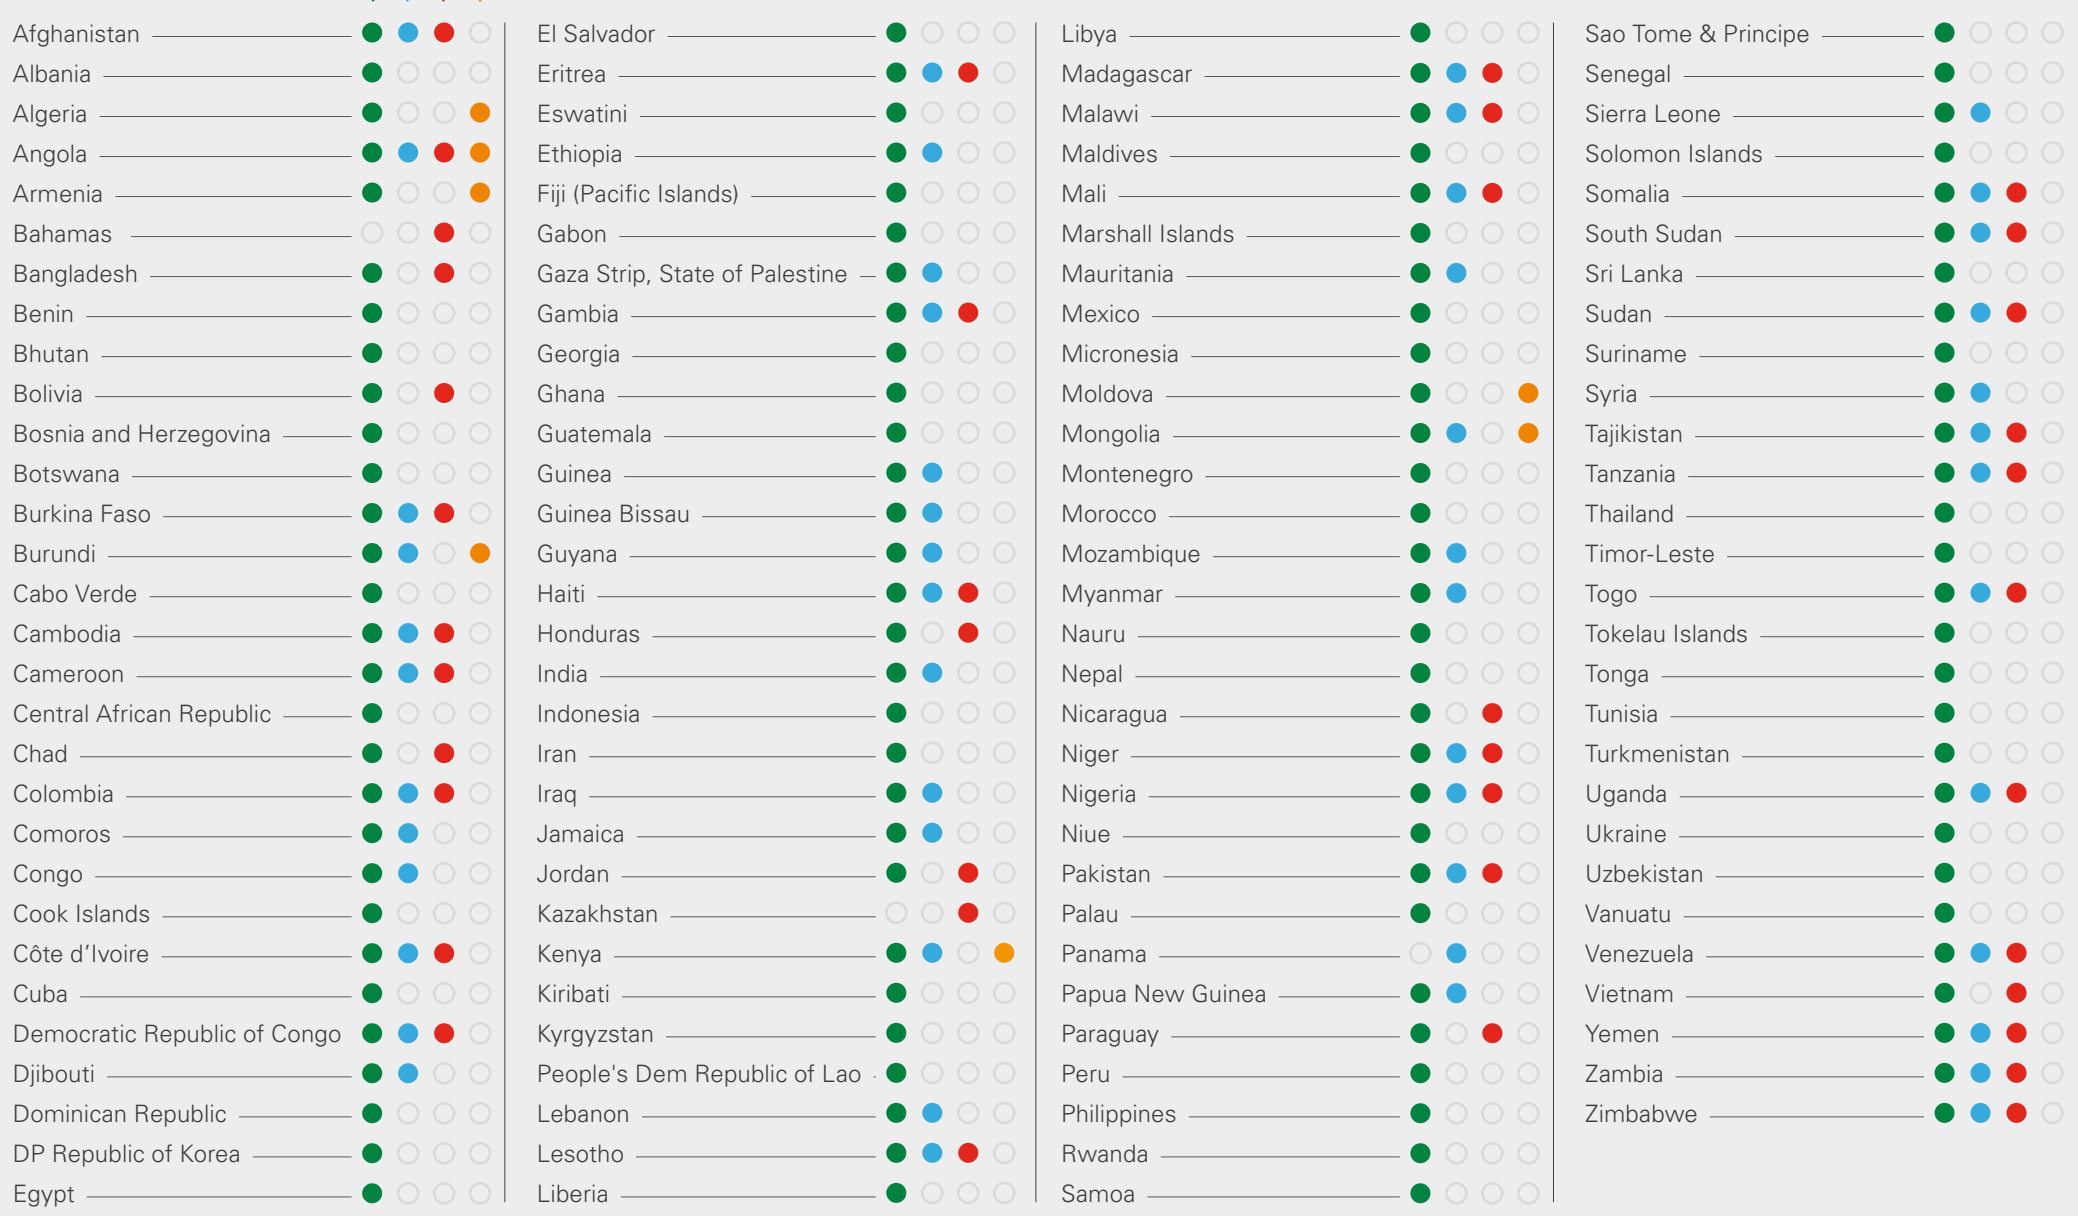 Afghanistan
Albania
Algeria
Angola
Armenia
Bahamas
Bangladesh
Benin
Bhutan
Bolivia
Bosnia and Herzegovina
Botswana
Burkina Faso
Burundi
Cabo Verde
Cambodia
Cameroon
Central African Republic
Chad
Colombia
Comoros
Congo
Cook Islands
Côte d’Ivoire
Cuba
Democratic Republic of Congo
Djibouti
Dominican Republic
DP Republic of Korea
Egypt
El Salvador
Eritrea
Eswatini
Ethiopia
Fiji (Pacific Islands)
Gabon
Gaza Strip, State of Palestine
Gambia
Georgia
Ghana
Guatemala
Guinea
Guinea Bissau
Guyana
Haiti
Honduras
India
Indonesia
Iran
Iraq
Jamaica
Jordan
Kazakhstan
Kenya
Kiribati
Kyrgyzstan
People's Dem Republic of Lao
Lebanon
Lesotho
Liberia
Libya
Madagascar
Malawi
Maldives
Mali
Marshall Islands
Mauritania
Mexico
Micronesia
Moldova
Mongolia
Montenegro
Morocco
Mozambique
Myanmar
Nauru
Nepal
Nicaragua
Niger
Nigeria
Niue
Pakistan
Palau
Panama
Papua New Guinea
Paraguay
Peru
Philippines
Rwanda
Samoa
Sao Tome & Principe
Senegal
Sierra Leone
Solomon Islands
Somalia
South Sudan
Sri Lanka
Sudan
Suriname
Syria
Tajikistan
Tanzania
Thailand
Timor-Leste
Togo
Tokelau Islands
Tonga
Tunisia
Turkmenistan
Uganda
Ukraine
Uzbekistan
Vanuatu
Venezuela
Vietnam
Yemen
Zambia
Zimbabwe